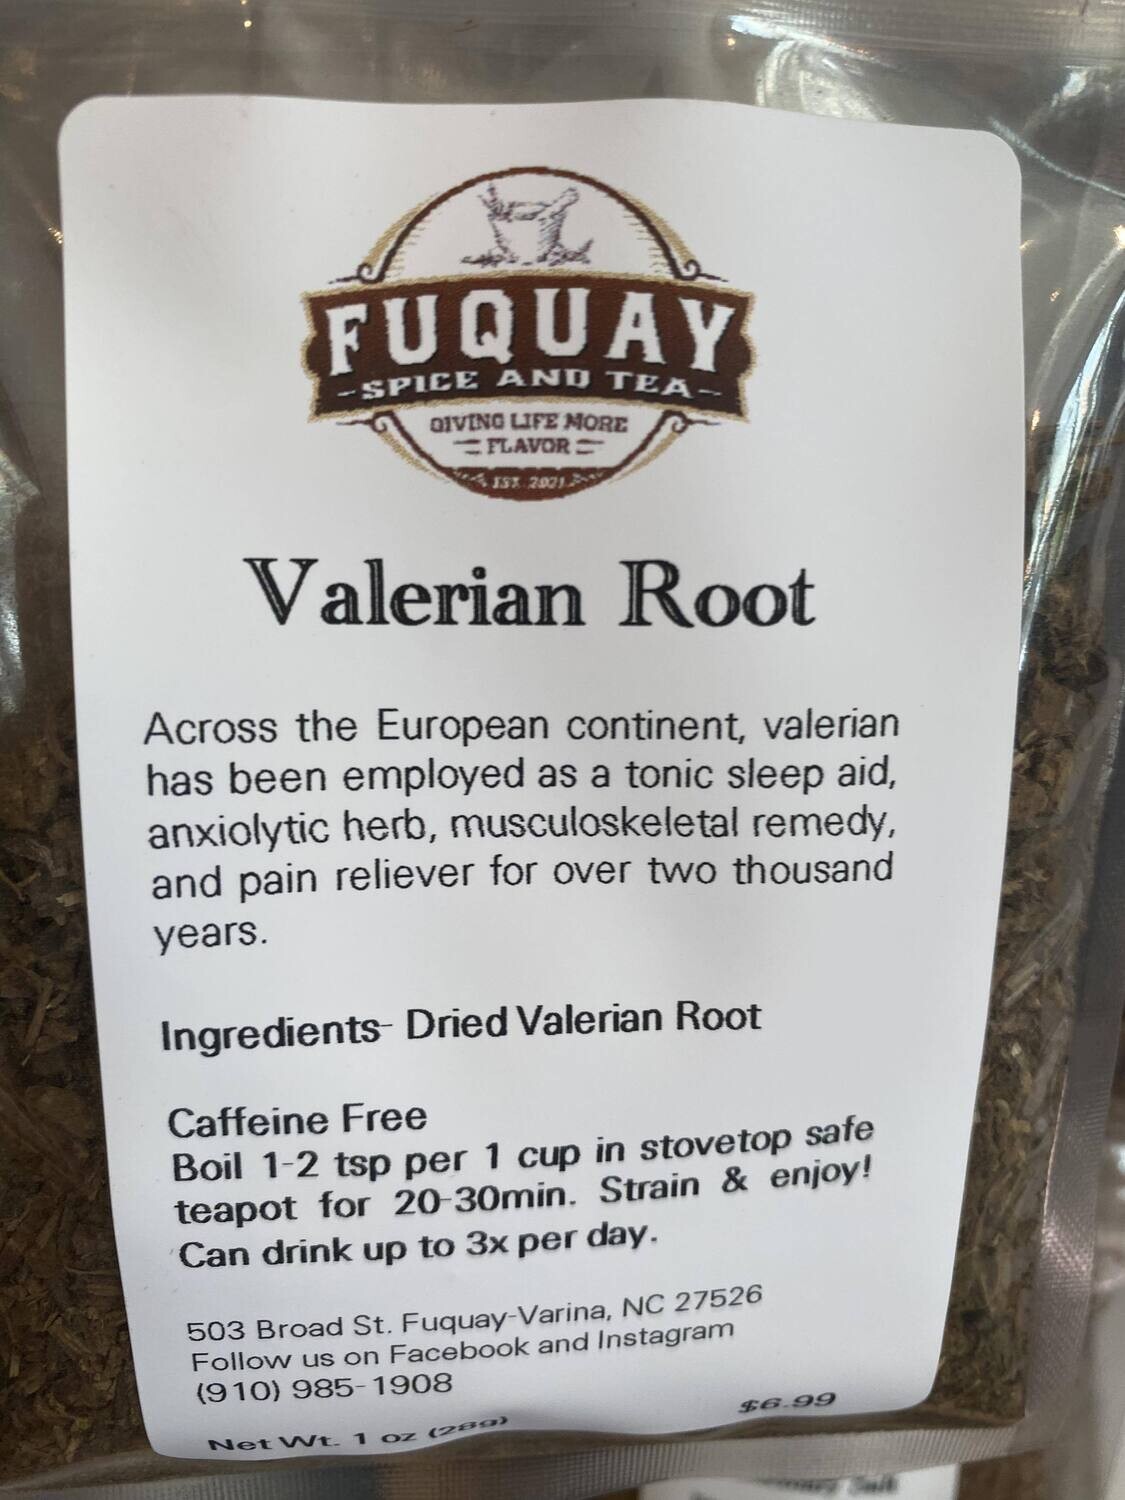 FUQUAY
-SPICE AND TEA-
GIVING LIFE MORE
FLAVOR
EST. 2021
Valerian Root
Across the European continent, valerian
has been employed as a tonic sleep aid,
anxiolytic herb, musculoskeletal remedy,
and pain reliever for over two thousand
years.
Ingredients- Dried Valerian Root
Caffeine Free
Boil 1-2 tsp per 1 cup in stovetop safe
teapot for 20-30min. Strain & enjoy!
Can drink up to 3x per day.
503 Broad St. Fuquay-Varina, NC 27526
Follow us on Facebook and Instagram
(910) 985-1908
$6.99
Net Wt. 1 oz (28g)
Salt